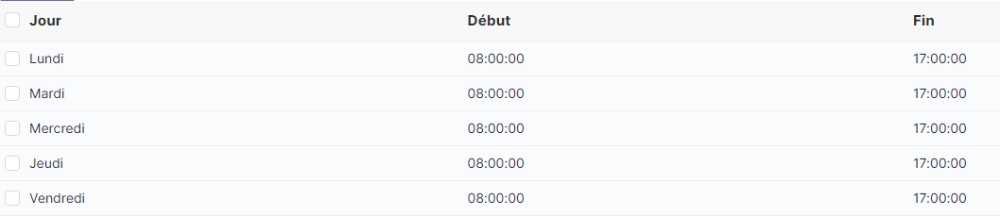 Jour Début Fin
Lundi 08:00:00 17:00:00
Mardi 08:00:00 17:00:00
Mercredi 08:00:00 17:00:00
Jeudi 08:00:00 17:00:00
Vendredi 08:00:00 17:00:00